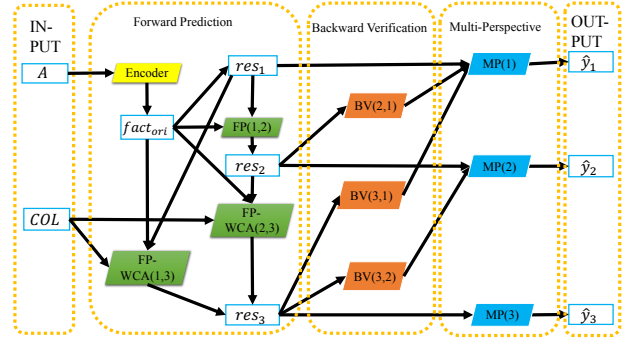 IN-
PUT
Forward Prediction
Backward Verification
Multi-Perspective
OUT-
PUT
A
Encoder
res₁
MP(1)
ŷ₁
fact_ori
FP(1,2)
BV(2,1)
res₂
MP(2)
ŷ₂
COL
FP-
WCA(2,3)
BV(3,1)
FP-
WCA(1,3)
BV(3,2)
res₃
MP(3)
ŷ₃